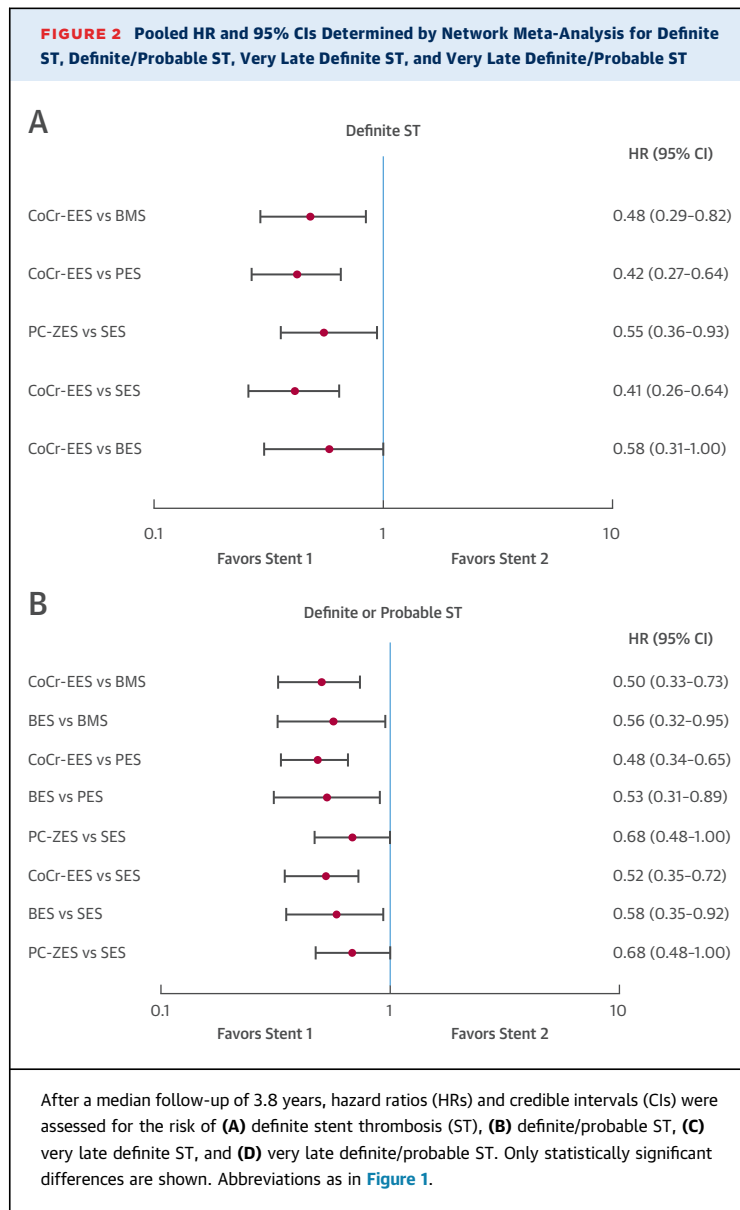 FIGURE 2 Pooled HR and 95% CIs Determined by Network Meta-Analysis for Definite
ST, Definite/Probable ST, Very Late Definite ST, and Very Late Definite/Probable ST
A
Definite ST
HR (95% CI)
CoCr-EES vs BMS 0.48 (0.29–0.82)
CoCr-EES vs PES 0.42 (0.27–0.64)
PC-ZES vs SES 0.55 (0.36–0.93)
CoCr-EES vs SES 0.41 (0.26–0.64)
CoCr-EES vs BES 0.58 (0.31–1.00)
0.1 1 10
Favors Stent 1 Favors Stent 2
B
Definite or Probable ST
HR (95% CI)
CoCr-EES vs BMS 0.50 (0.33–0.73)
BES vs BMS 0.56 (0.32–0.95)
CoCr-EES vs PES 0.48 (0.34–0.65)
BES vs PES 0.53 (0.31–0.89)
PC-ZES vs SES 0.68 (0.48–1.00)
CoCr-EES vs SES 0.52 (0.35–0.72)
BES vs SES 0.58 (0.35–0.92)
PC-ZES vs SES 0.68 (0.48–1.00)
0.1 1 10
Favors Stent 1 Favors Stent 2
After a median follow-up of 3.8 years, hazard ratios (HRs) and credible intervals (CIs) were
assessed for the risk of (A) definite stent thrombosis (ST), (B) definite/probable ST, (C)
very late definite ST, and (D) very late definite/probable ST. Only statistically significant
differences are shown. Abbreviations as in Figure 1.